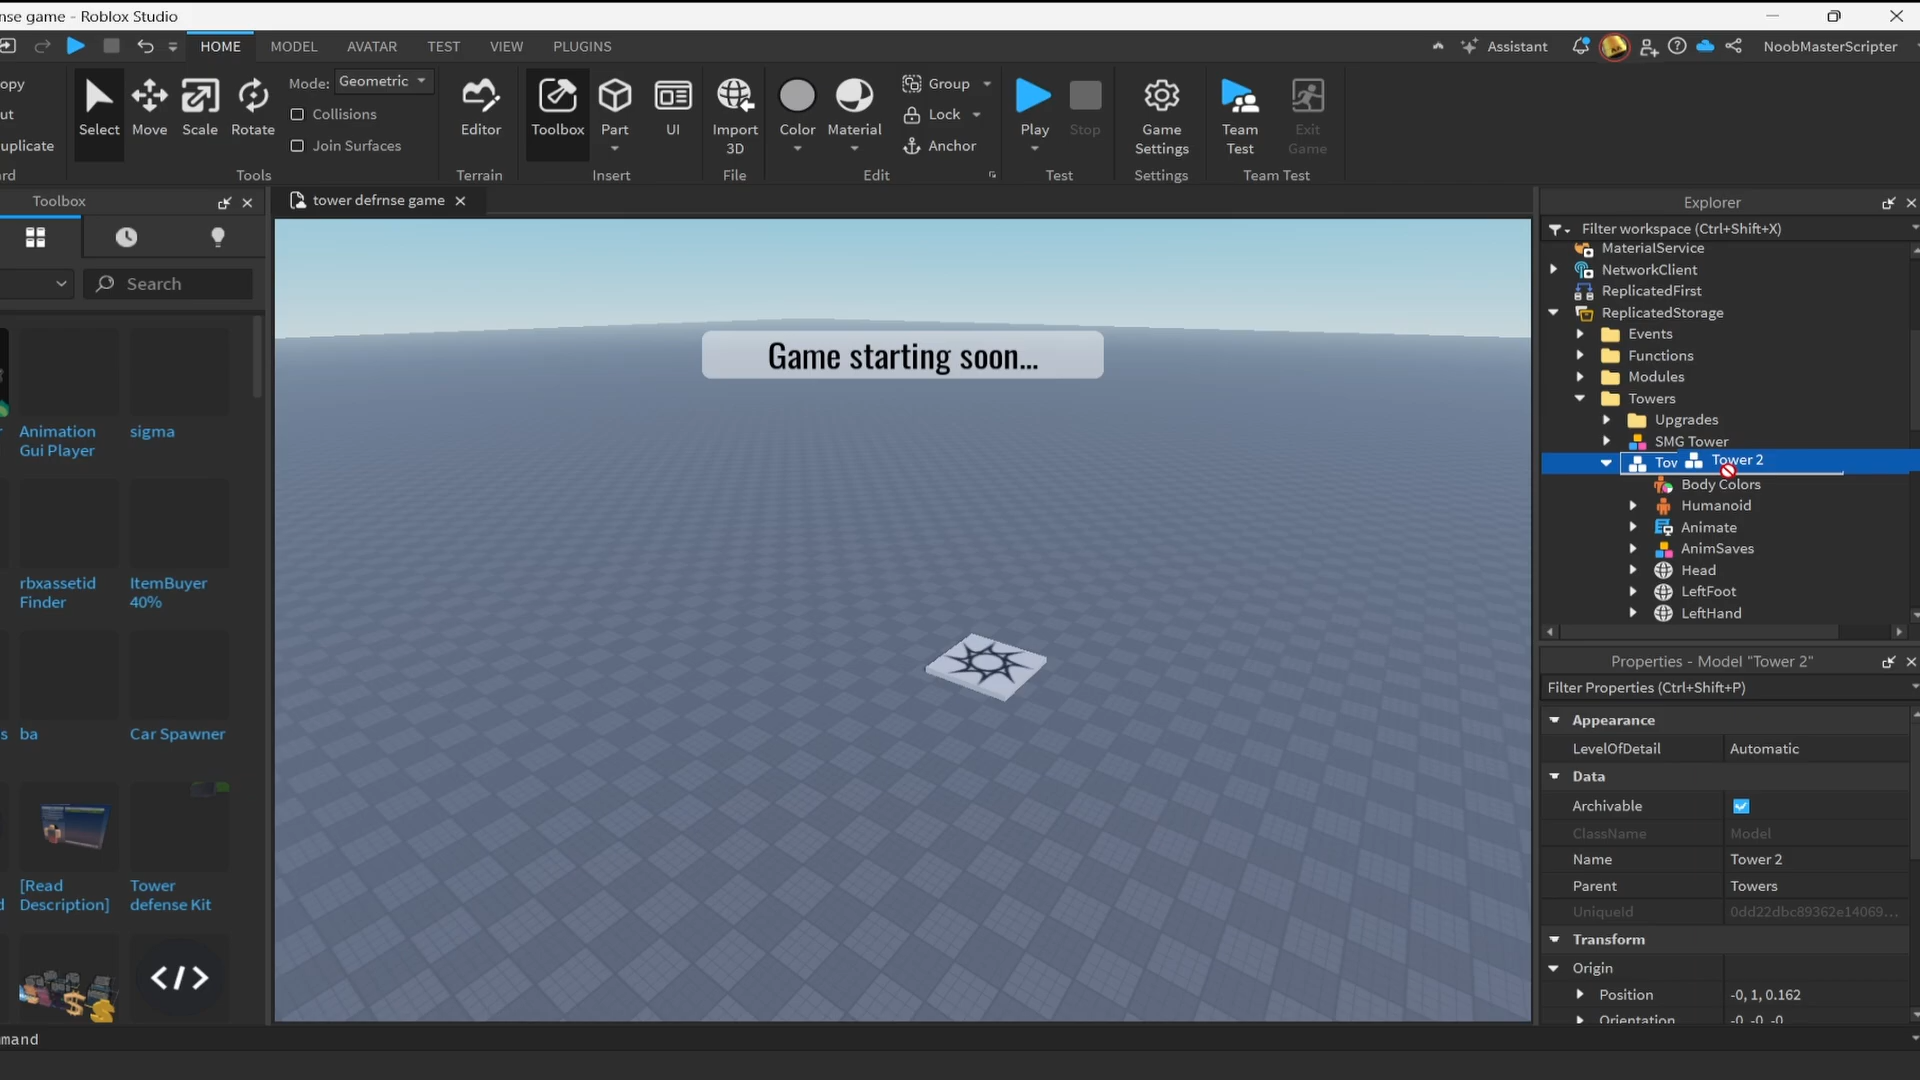 nse game - Roblox Studio
HOME MODEL AVATAR TEST VIEW PLUGINS Assistant NoobMasterScripter
opy
ut
uplicate
rd
Select Move Scale Rotate
Mode: Geometric
Collisions
Join Surfaces
Tools
Editor
Terrain
Toolbox Part UI
Insert
Import 3D
File
Color Material
Group
Lock
Anchor
Edit
Play Stop
Test
Game Settings
Settings
Team Test
Exit Game
Team Test
Toolbox
Search
Animation Gui Player
sigma
rbxassetid Finder
ItemBuyer 40%
s ba
Car Spawner
[Read Description]
Tower defense Kit
d
tower defrnse game
Game starting soon...
Explorer
Filter workspace (Ctrl+Shift+X)
MaterialService
NetworkClient
ReplicatedFirst
ReplicatedStorage
Events
Functions
Modules
Towers
Upgrades
SMG Tower
Tow Tower 2
Body Colors
Humanoid
Animate
AnimSaves
Head
LeftFoot
LeftHand
Properties - Model "Tower 2"
Filter Properties (Ctrl+Shift+P)
Appearance
LevelOfDetail Automatic
Data
Archivable
ClassName Model
Name Tower 2
Parent Towers
UniqueId 0dd22dbc89362e14069...
Transform
Origin
Position -0, 1, 0.162
Orientation -0, -0, -0
mand